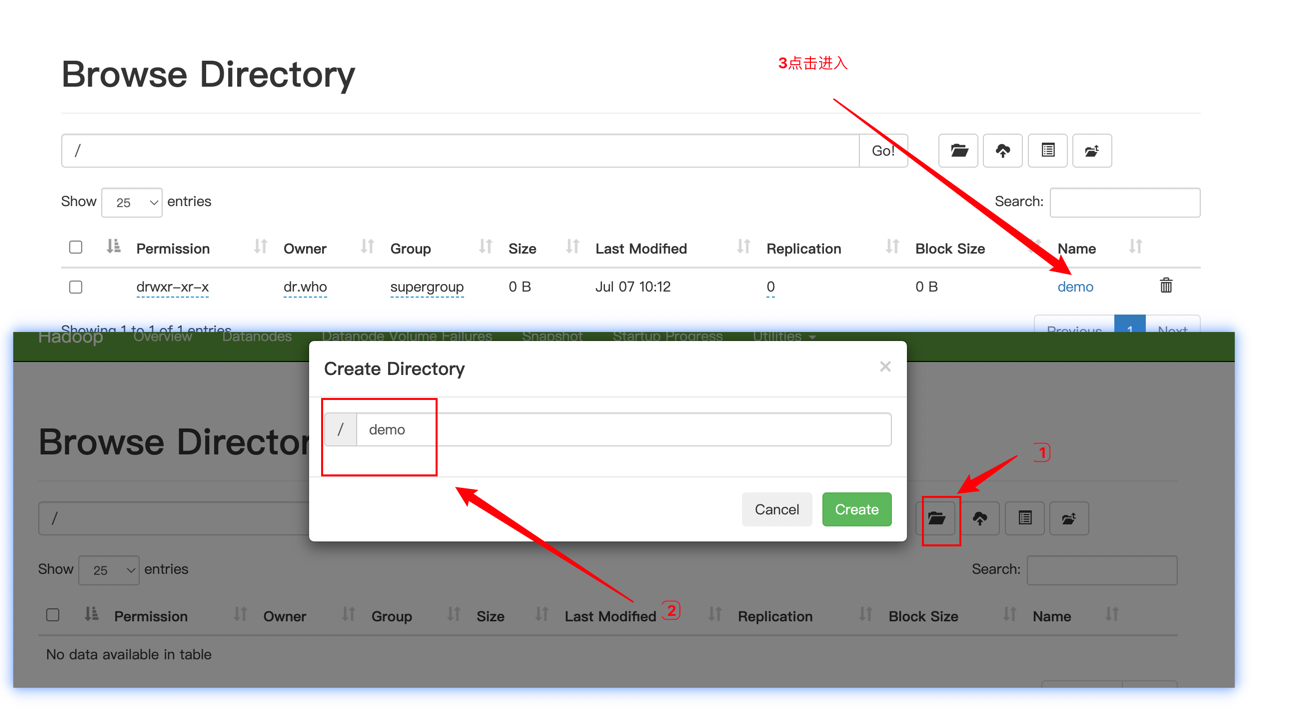 3点击进入
Browse Directory
/ Go!
Show 25 entries Search:
Permission Owner Group Size Last Modified Replication Block Size Name
drwxr-xr-x dr.who supergroup 0 B Jul 07 10:12 0 0 B demo
Showing 1 to 1 of 1 entries Previous 1 Next
Hadoop Overview Datanodes Datanode Volume Failures Snapshot Startup Progress Utilities
Create Directory ×
/ demo
Browse Director
1
Cancel Create
/
Show 25 entries Search:
2
Permission Owner Group Size Last Modified Replication Block Size Name
No data available in table